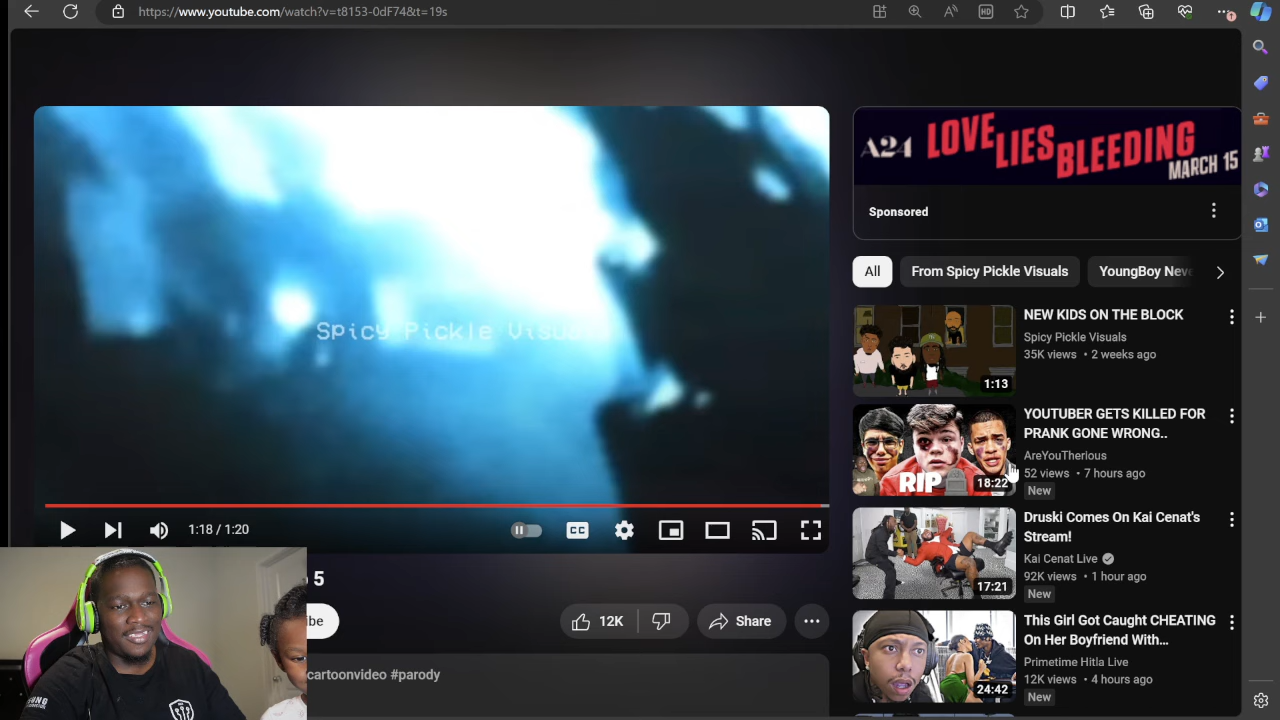 https://www.youtube.com/watch?v=t8153-0dF74&t=19s
HD
A24 LOVE LIES BLEEDING
MARCH 15
Sponsored
Spicy Pickle Visuals
1:18 / 1:20
CC
5
be
12K
Share
cartoonvideo #parody
All
From Spicy Pickle Visuals
YoungBoy Neve
1:13
NEW KIDS ON THE BLOCK
Spicy Pickle Visuals
35K views • 2 weeks ago
RIP
18:22
YOUTUBER GETS KILLED FOR
PRANK GONE WRONG..
AreYouTherious
52 views • 7 hours ago
New
17:21
Druski Comes On Kai Cenat's
Stream!
Kai Cenat Live
92K views • 1 hour ago
New
24:42
This Girl Got Caught CHEATING
On Her Boyfriend With...
Primetime Hitla Live
12K views • 4 hours ago
New